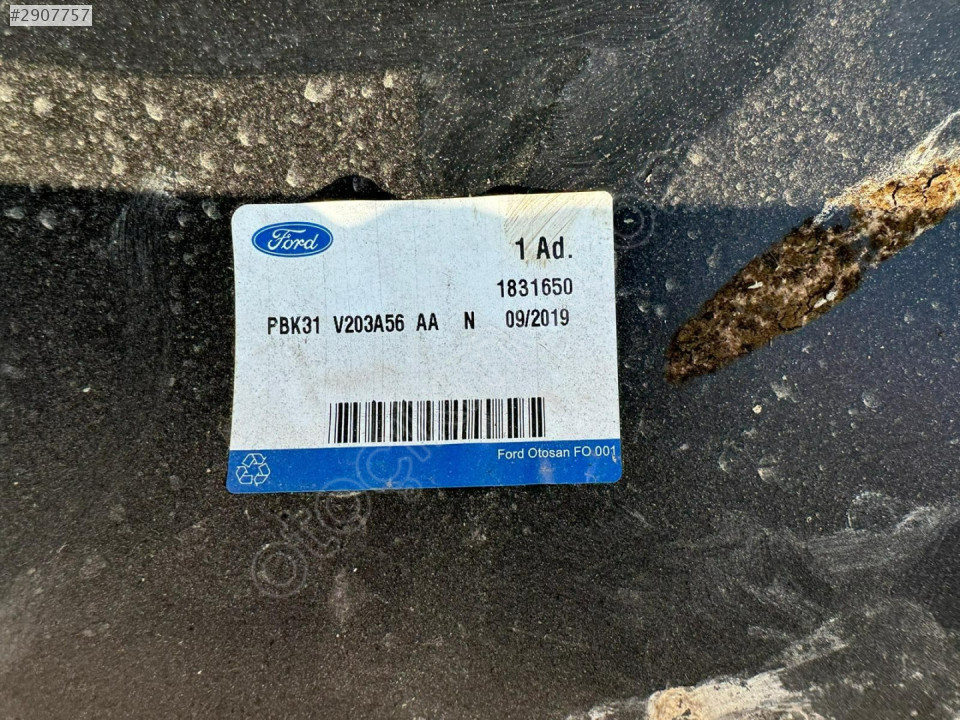 #2907757
Ford
1 Ad.
1831650
PBK31 V203A56 AA N 09/2019
Ford Otosan FO 001